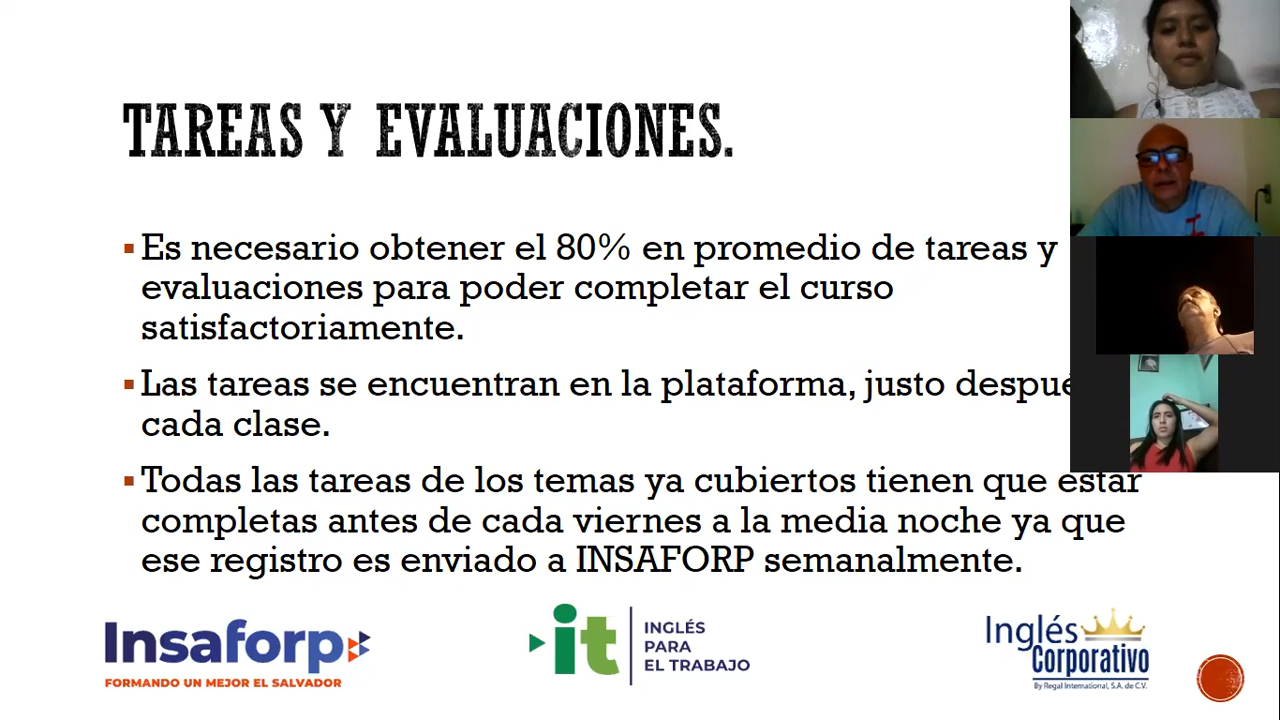 TAREAS Y EVALUACIONES.
Es necesario obtener el 80% en promedio de tareas y
evaluaciones para poder completar el curso
satisfactoriamente.
Las tareas se encuentran en la plataforma, justo
cada clase.
Todas las tareas de los temas ya cubiertos tienen que estar
completas antes de cada viernes a la media noche ya que
ese registro es enviado a INSAFORP semanalmente.
Insaforp
FORMANDO UN MEJOR EL SALVADOR
it
INGLÉS
PARA
EL TRABAJO
Inglés
Corporativo
By Regal International, S.A. de C.V.